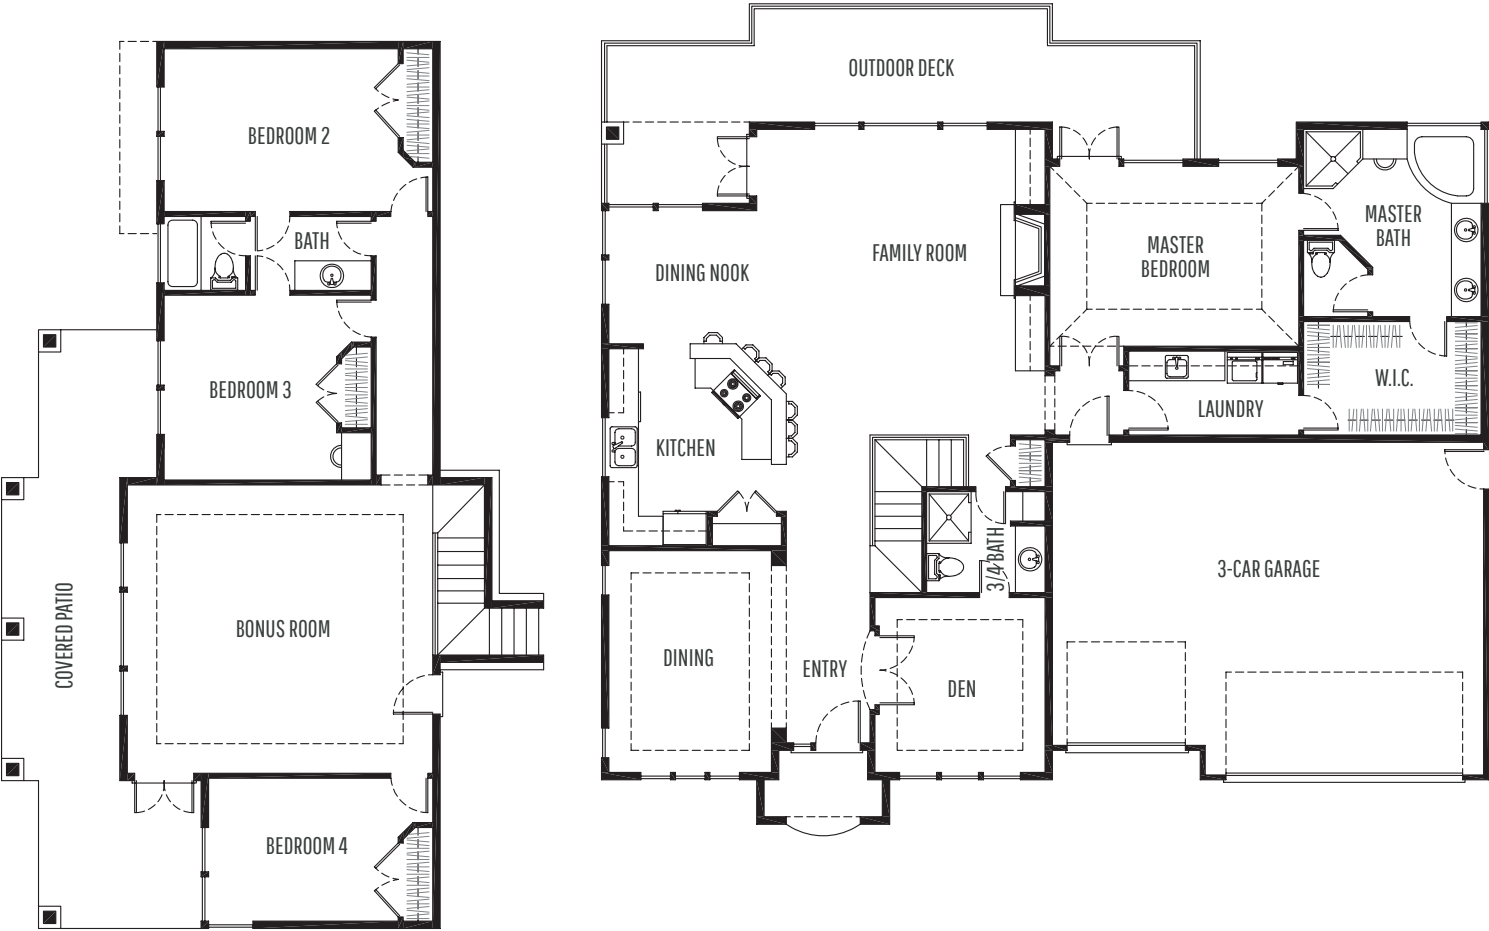 BEDROOM 2
BATH
BEDROOM 3
COVERED PATIO
BONUS ROOM
BEDROOM 4
OUTDOOR DECK
DINING NOOK
FAMILY ROOM
MASTER
BEDROOM
MASTER
BATH
W.I.C.
LAUNDRY
KITCHEN
3/4 BATH
3-CAR GARAGE
DINING
ENTRY
DEN